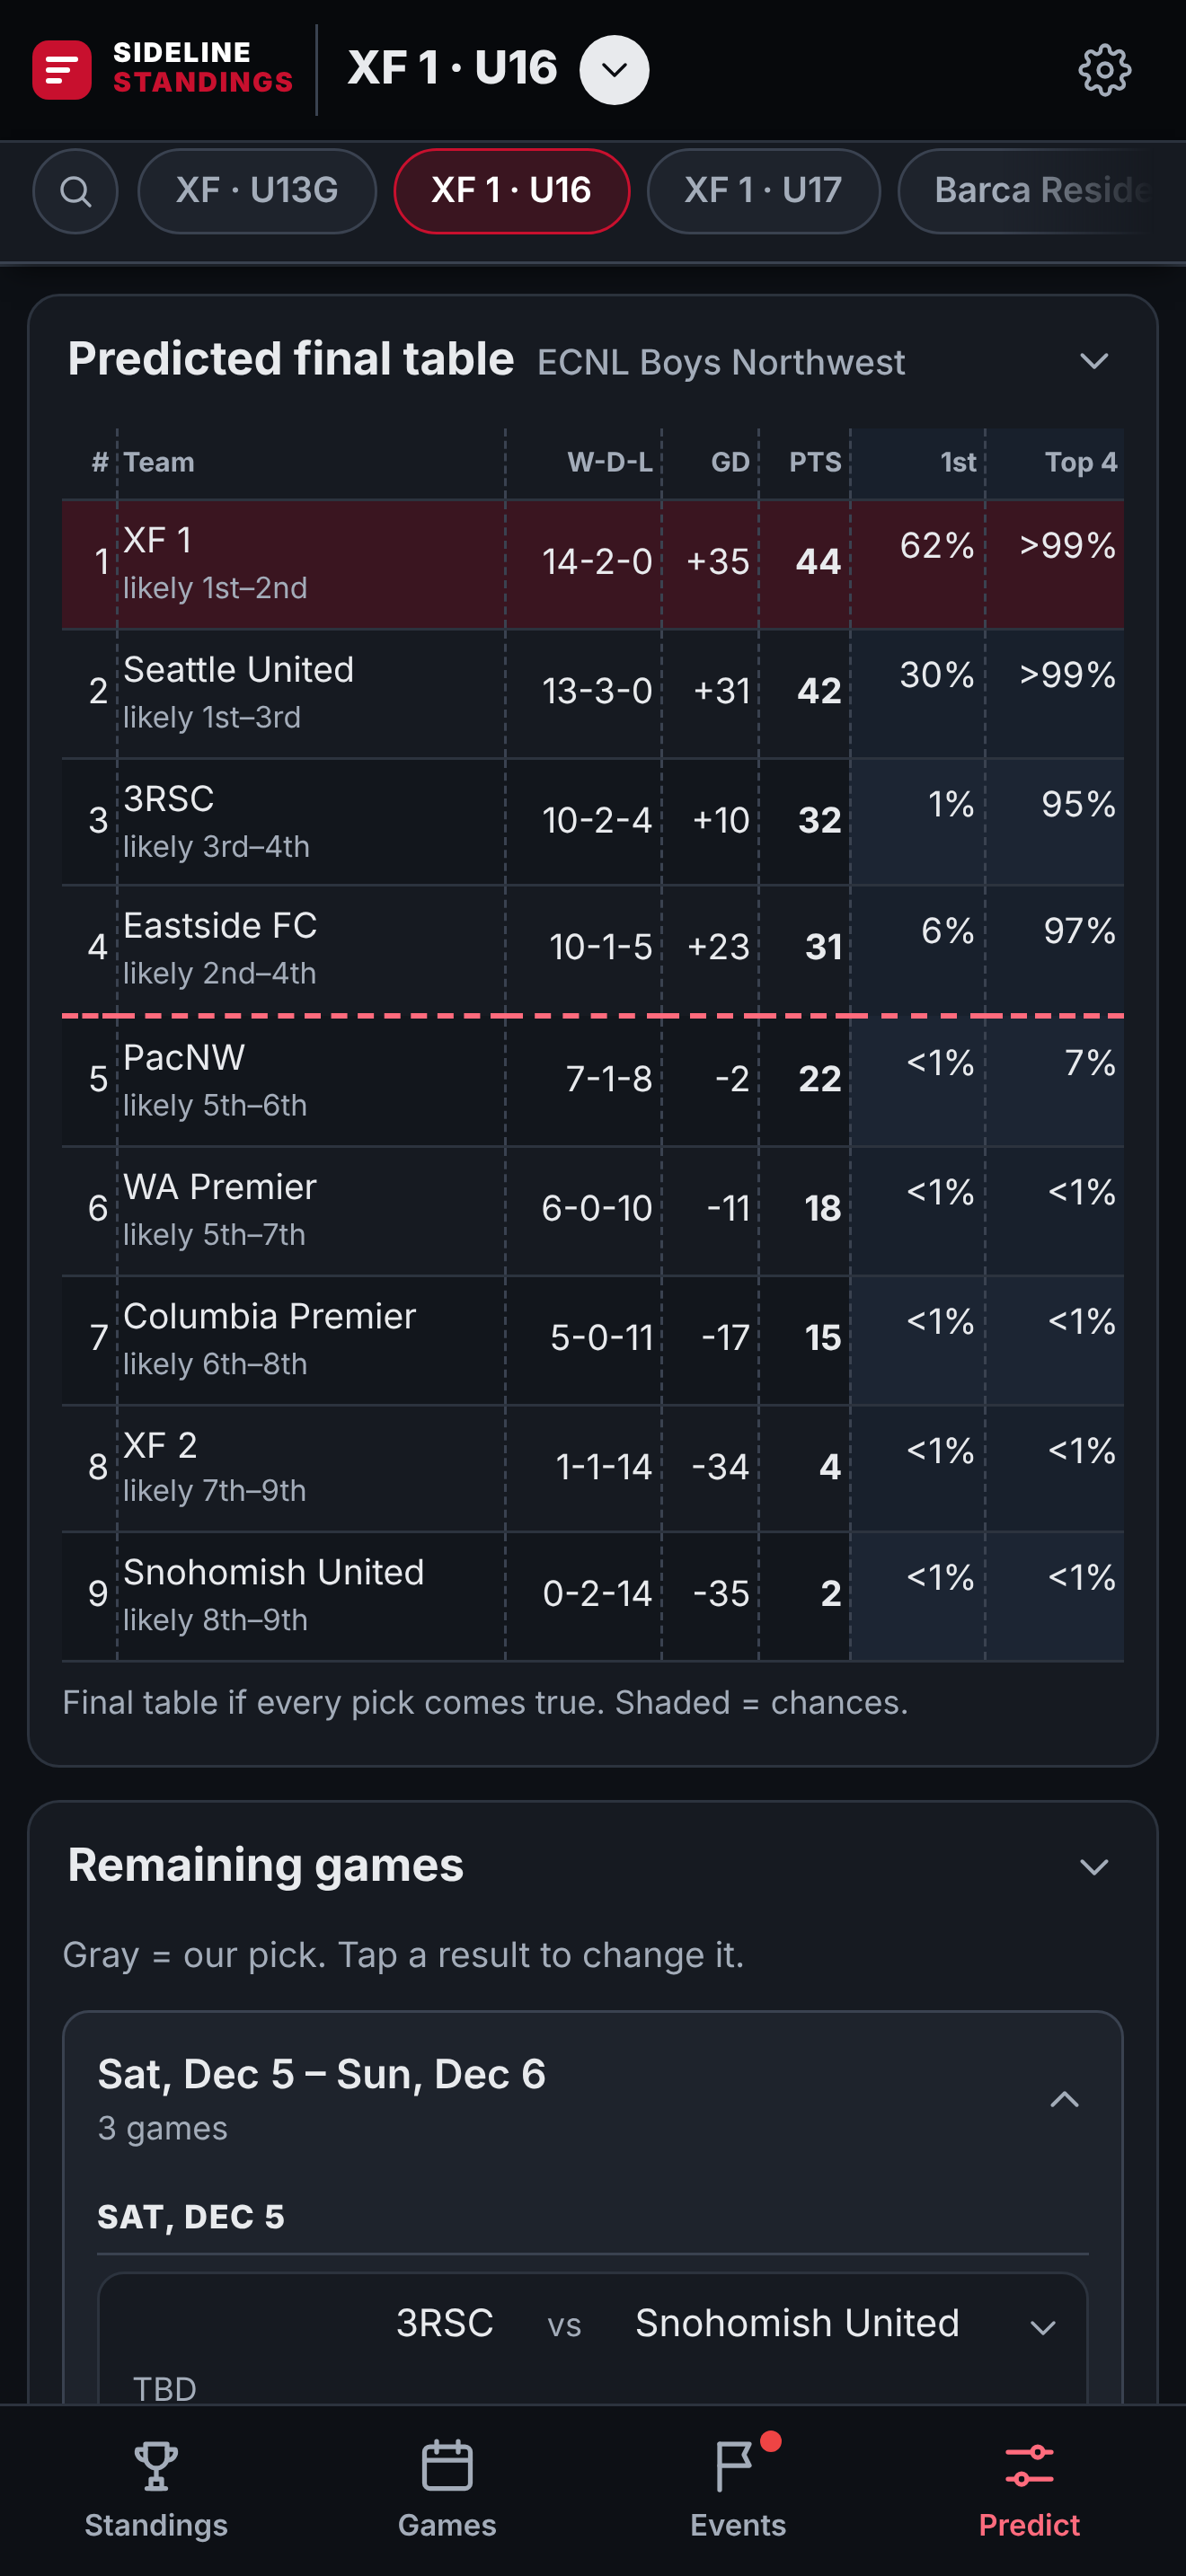 SIDELINE
STANDINGS
XF 1 · U16
XF · U13G
XF 1 · U16
XF 1 · U17
Barca Reside
Predicted final table ECNL Boys Northwest
# Team W-D-L GD PTS 1st Top 4
1 XF 1 14-2-0 +35 44 62% >99%
likely 1st–2nd
2 Seattle United 13-3-0 +31 42 30% >99%
likely 1st–3rd
3 3RSC 10-2-4 +10 32 1% 95%
likely 3rd–4th
4 Eastside FC 10-1-5 +23 31 6% 97%
likely 2nd–4th
5 PacNW 7-1-8 -2 22 <1% 7%
likely 5th–6th
6 WA Premier 6-0-10 -11 18 <1% <1%
likely 5th–7th
7 Columbia Premier 5-0-11 -17 15 <1% <1%
likely 6th–8th
8 XF 2 1-1-14 -34 4 <1% <1%
likely 7th–9th
9 Snohomish United 0-2-14 -35 2 <1% <1%
likely 8th–9th
Final table if every pick comes true. Shaded = chances.
Remaining games
Gray = our pick. Tap a result to change it.
Sat, Dec 5 – Sun, Dec 6
3 games
SAT, DEC 5
3RSC vs Snohomish United
TBD
Standings
Games
Events
Predict